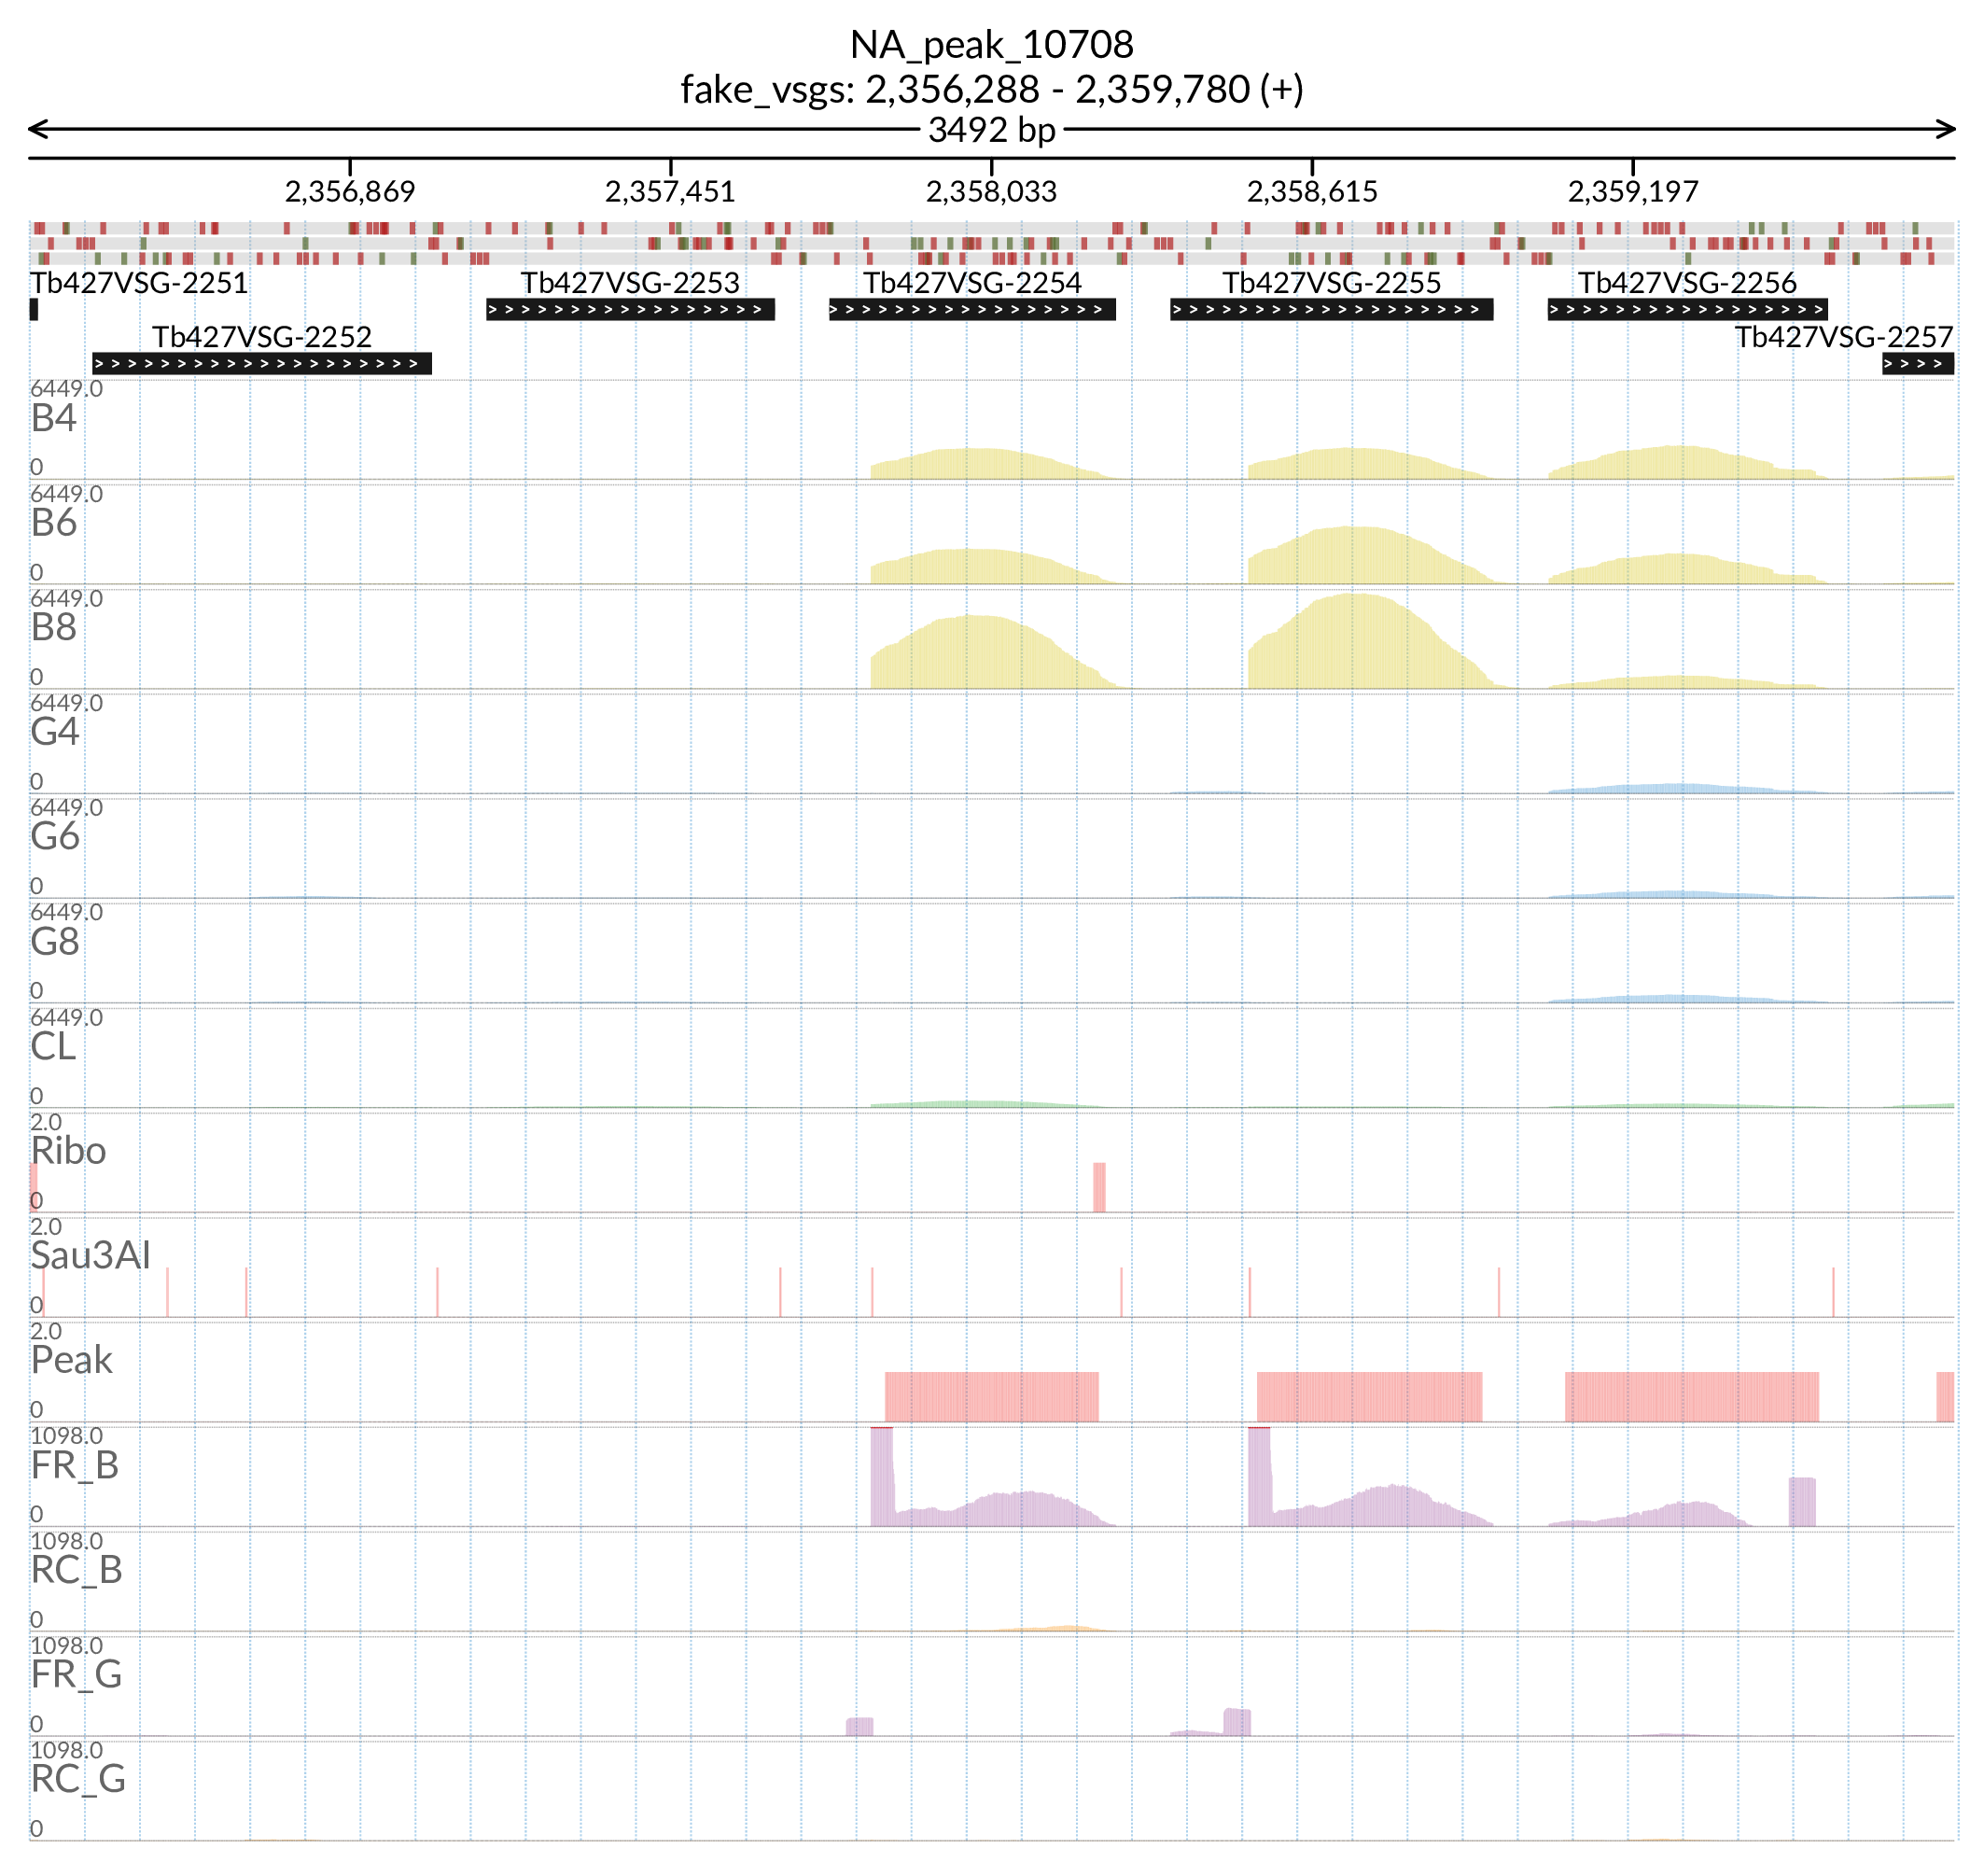 NA_peak_10708
fake_vsgs: 2,356,288 - 2,359,780 (+)
3492 bp
2,356,869 2,357,451 2,358,033 2,358,615 2,359,197
Tb427VSG-2251 Tb427VSG-2253 Tb427VSG-2254 Tb427VSG-2255 Tb427VSG-2256
Tb427VSG-2252 Tb427VSG-2257
6449.0
B4
0
6449.0
B6
0
6449.0
B8
0
6449.0
G4
0
6449.0
G6
0
6449.0
G8
0
6449.0
CL
0
2.0
Ribo
0
2.0
Sau3AI
0
2.0
Peak
0
1098.0
FR_B
0
1098.0
RC_B
0
1098.0
FR_G
0
1098.0
RC_G
0